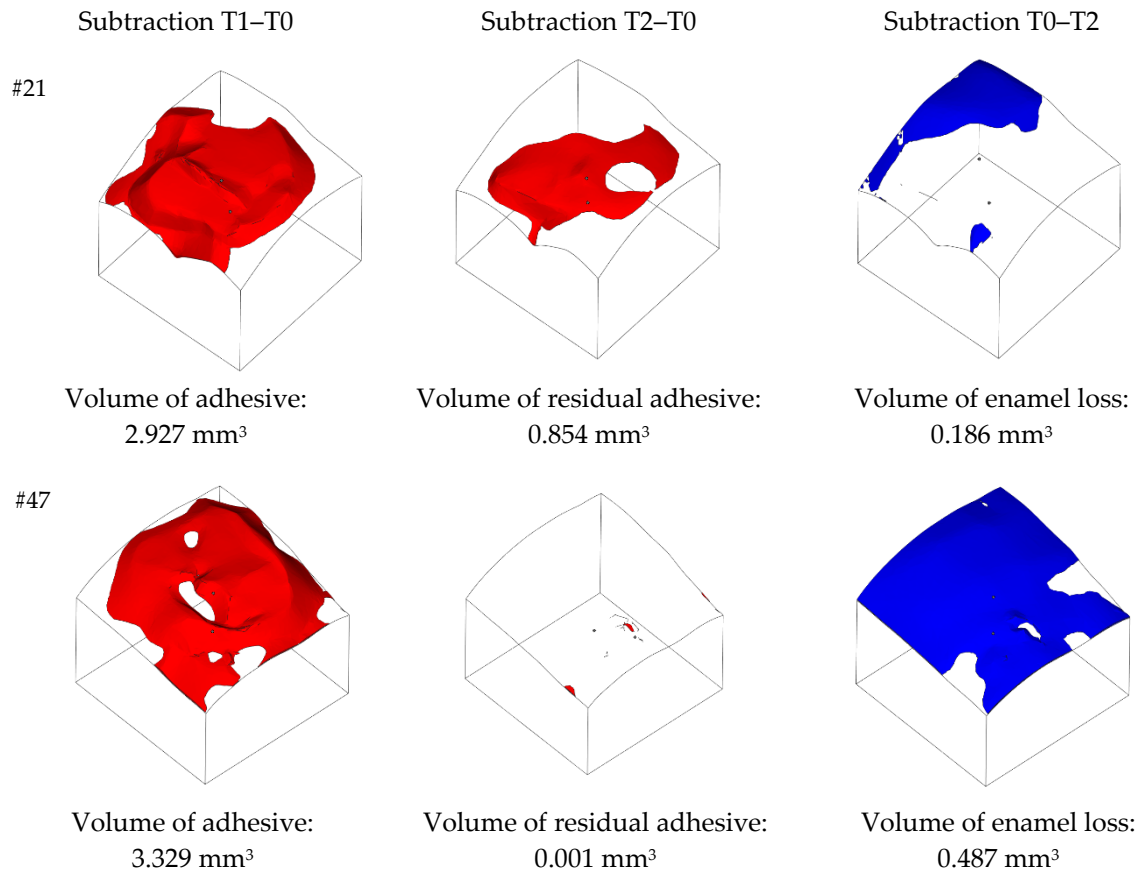 Subtraction T1–T0
Subtraction T2–T0
Subtraction T0–T2
#21
Volume of adhesive:
2.927 mm³
Volume of residual adhesive:
0.854 mm³
Volume of enamel loss:
0.186 mm³
#47
Volume of adhesive:
3.329 mm³
Volume of residual adhesive:
0.001 mm³
Volume of enamel loss:
0.487 mm³